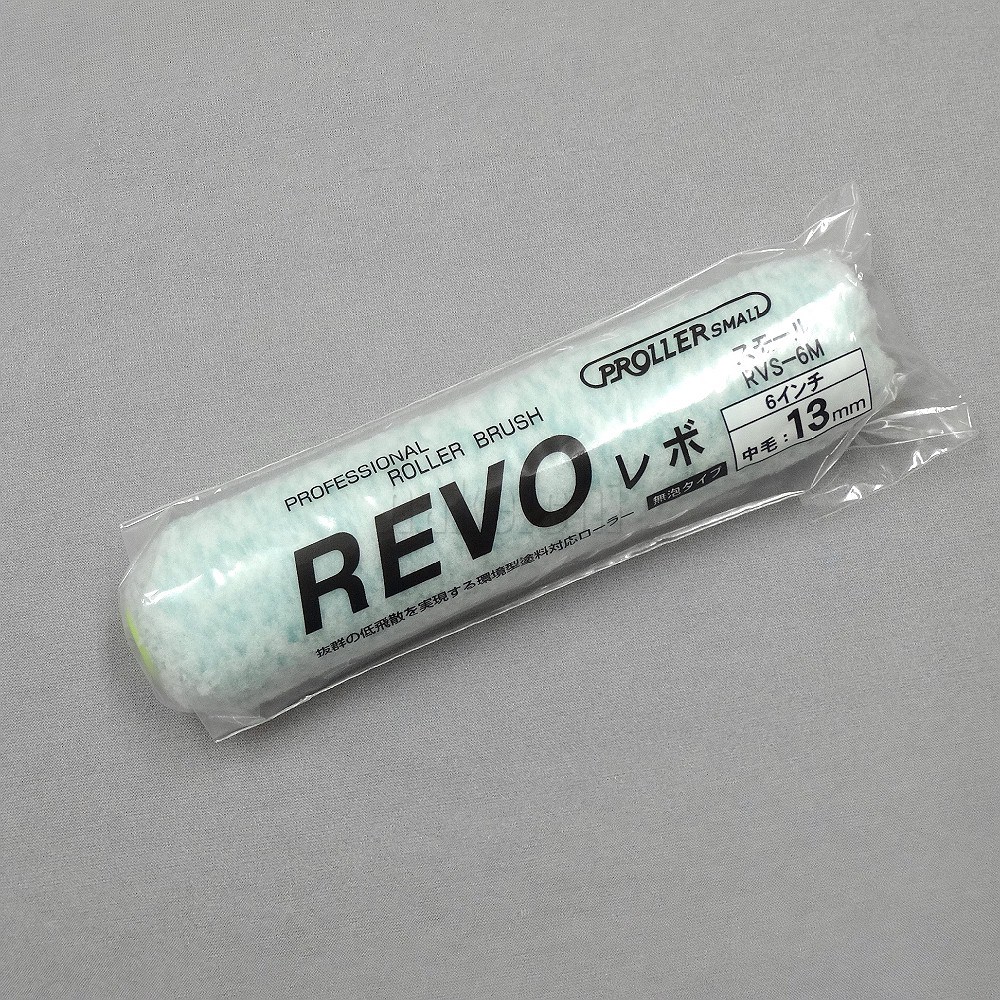 PROLLER SMALL
スモール
RVS-6M
6インチ
中毛:13mm
PROFESSIONAL
ROLLER BRUSH
REVO レボ
無泡タイプ
抜群の低飛散を実現する環境型塗料対応ローラー